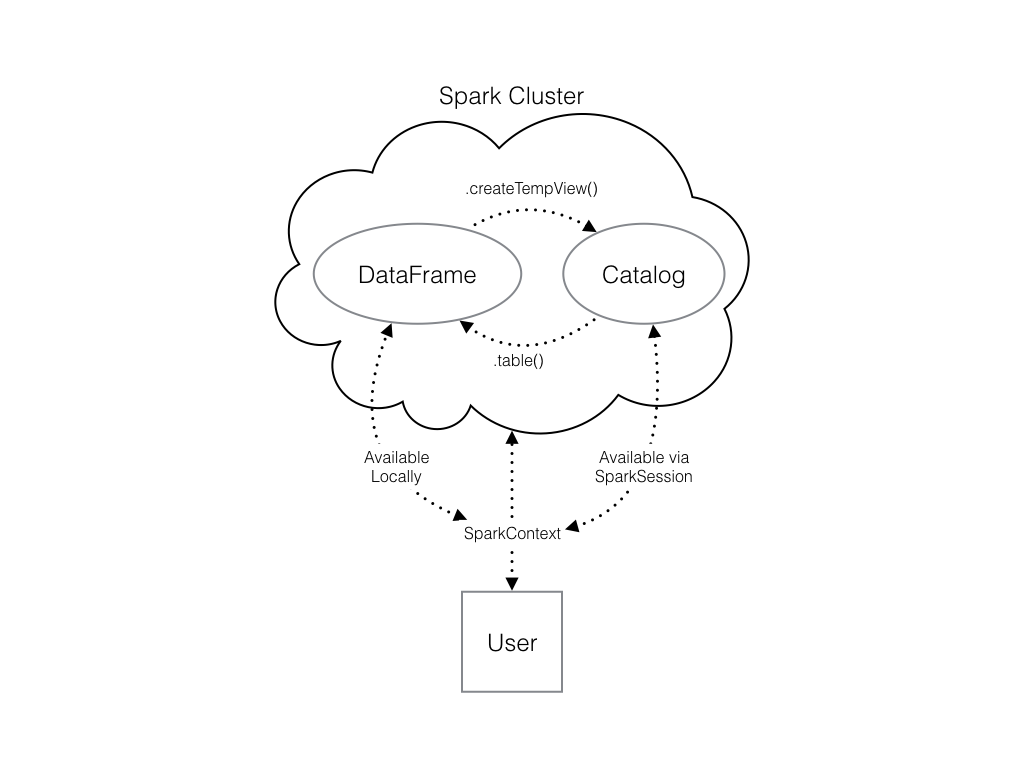 Spark Cluster
.createTempView()
DataFrame
Catalog
.table()
Available
Locally
Available via
SparkSession
SparkContext
User